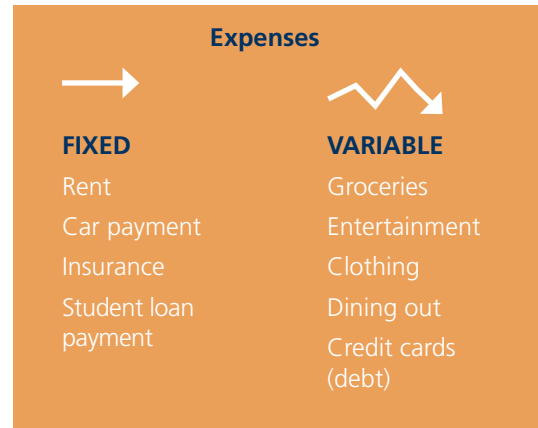 Expenses
FIXED
Rent
Car payment
Insurance
Student loan
payment
VARIABLE
Groceries
Entertainment
Clothing
Dining out
Credit cards
(debt)